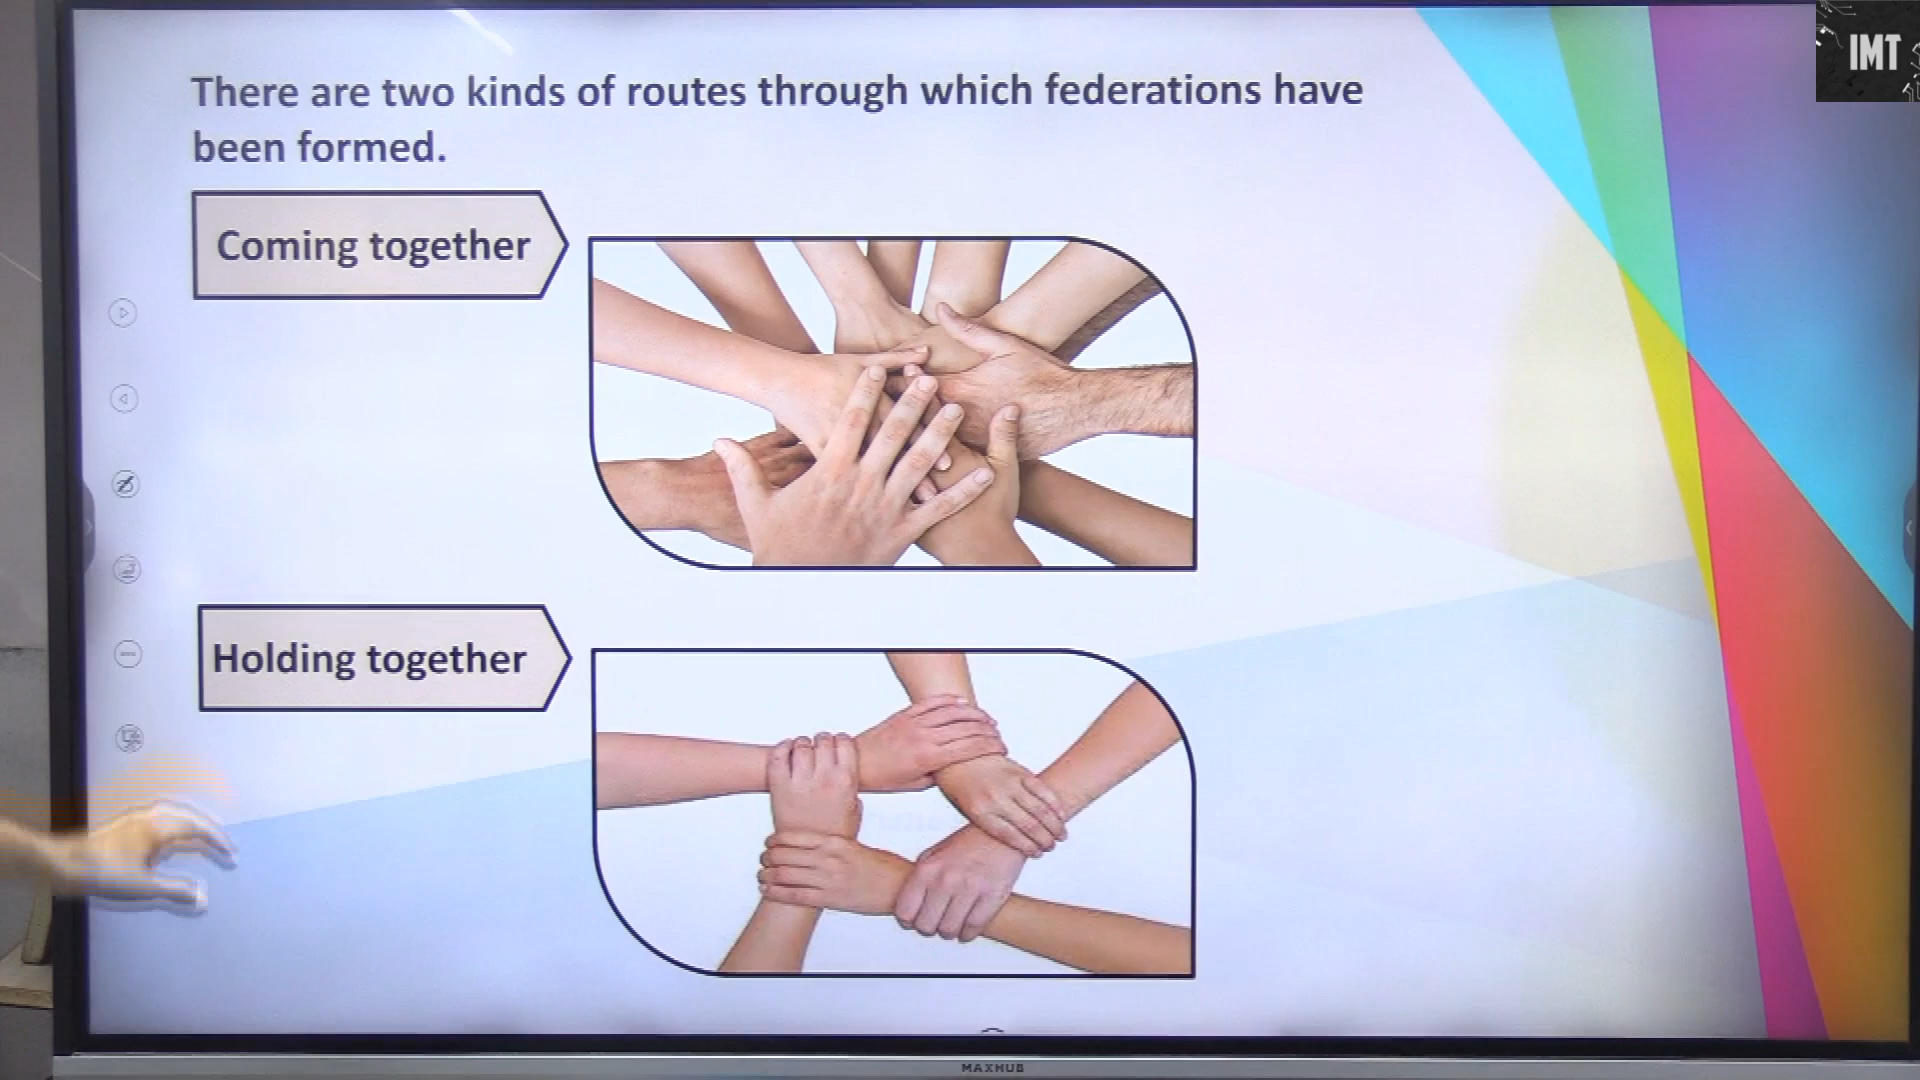 IMT
There are two kinds of routes through which federations have
been formed.
Coming together
Holding together
MAXHUB